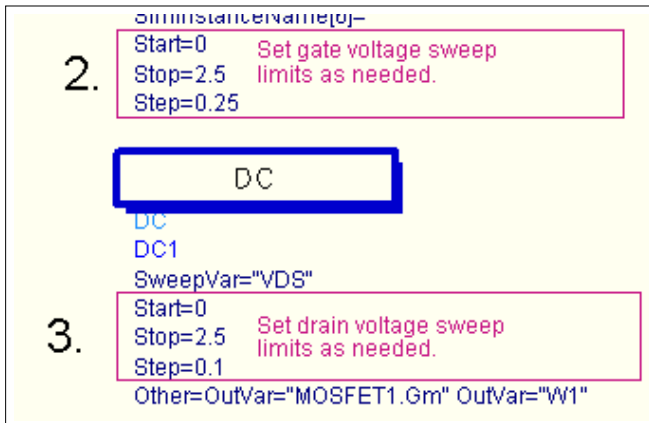 SimInstanceName[6]=
2.
Start=0
Stop=2.5
Step=0.25
Set gate voltage sweep
limits as needed.
DC
DC
DC1
SweepVar="VDS"
3.
Start=0
Stop=2.5
Step=0.1
Set drain voltage sweep
limits as needed.
Other=OutVar="MOSFET1.Gm" OutVar="W1"